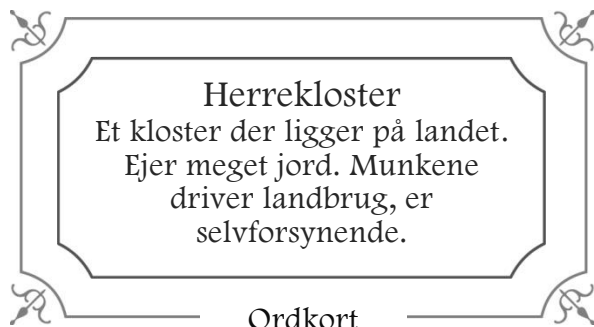 Herrekloster
Et kloster der ligger på landet.
Ejer meget jord. Munkene
driver landbrug, er
selvforsynende.
Ordkort